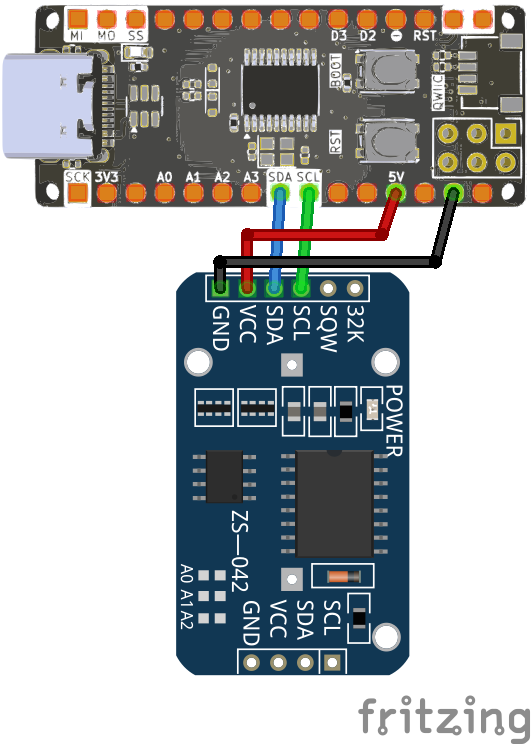 MI MO SS D3 D2 RST
BOOT
QWIIC
RST
SCK 3V3 A0 A1 A2 A3 SDA SCL 5V
GND VCC SDA SCL SQW 32K
POWER
ZS-042
A0 A1 A2
GND VCC SDA SCL
fritzing